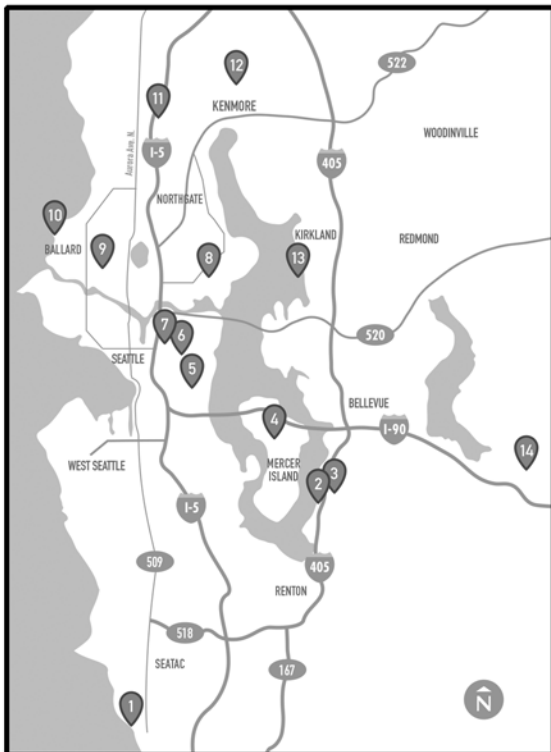 12
522
KENMORE
11
WOODINVILLE
Aurora Ave. N.
I-5
405
NORTHGATE
10
KIRKLAND
REDMOND
BALLARD
9
8
13
7
6
520
SEATTLE
5
BELLEVUE
4
I-90
WEST SEATTLE
MERCER
ISLAND
14
2
3
I-5
509
405
RENTON
518
SEATAC
167
1
N